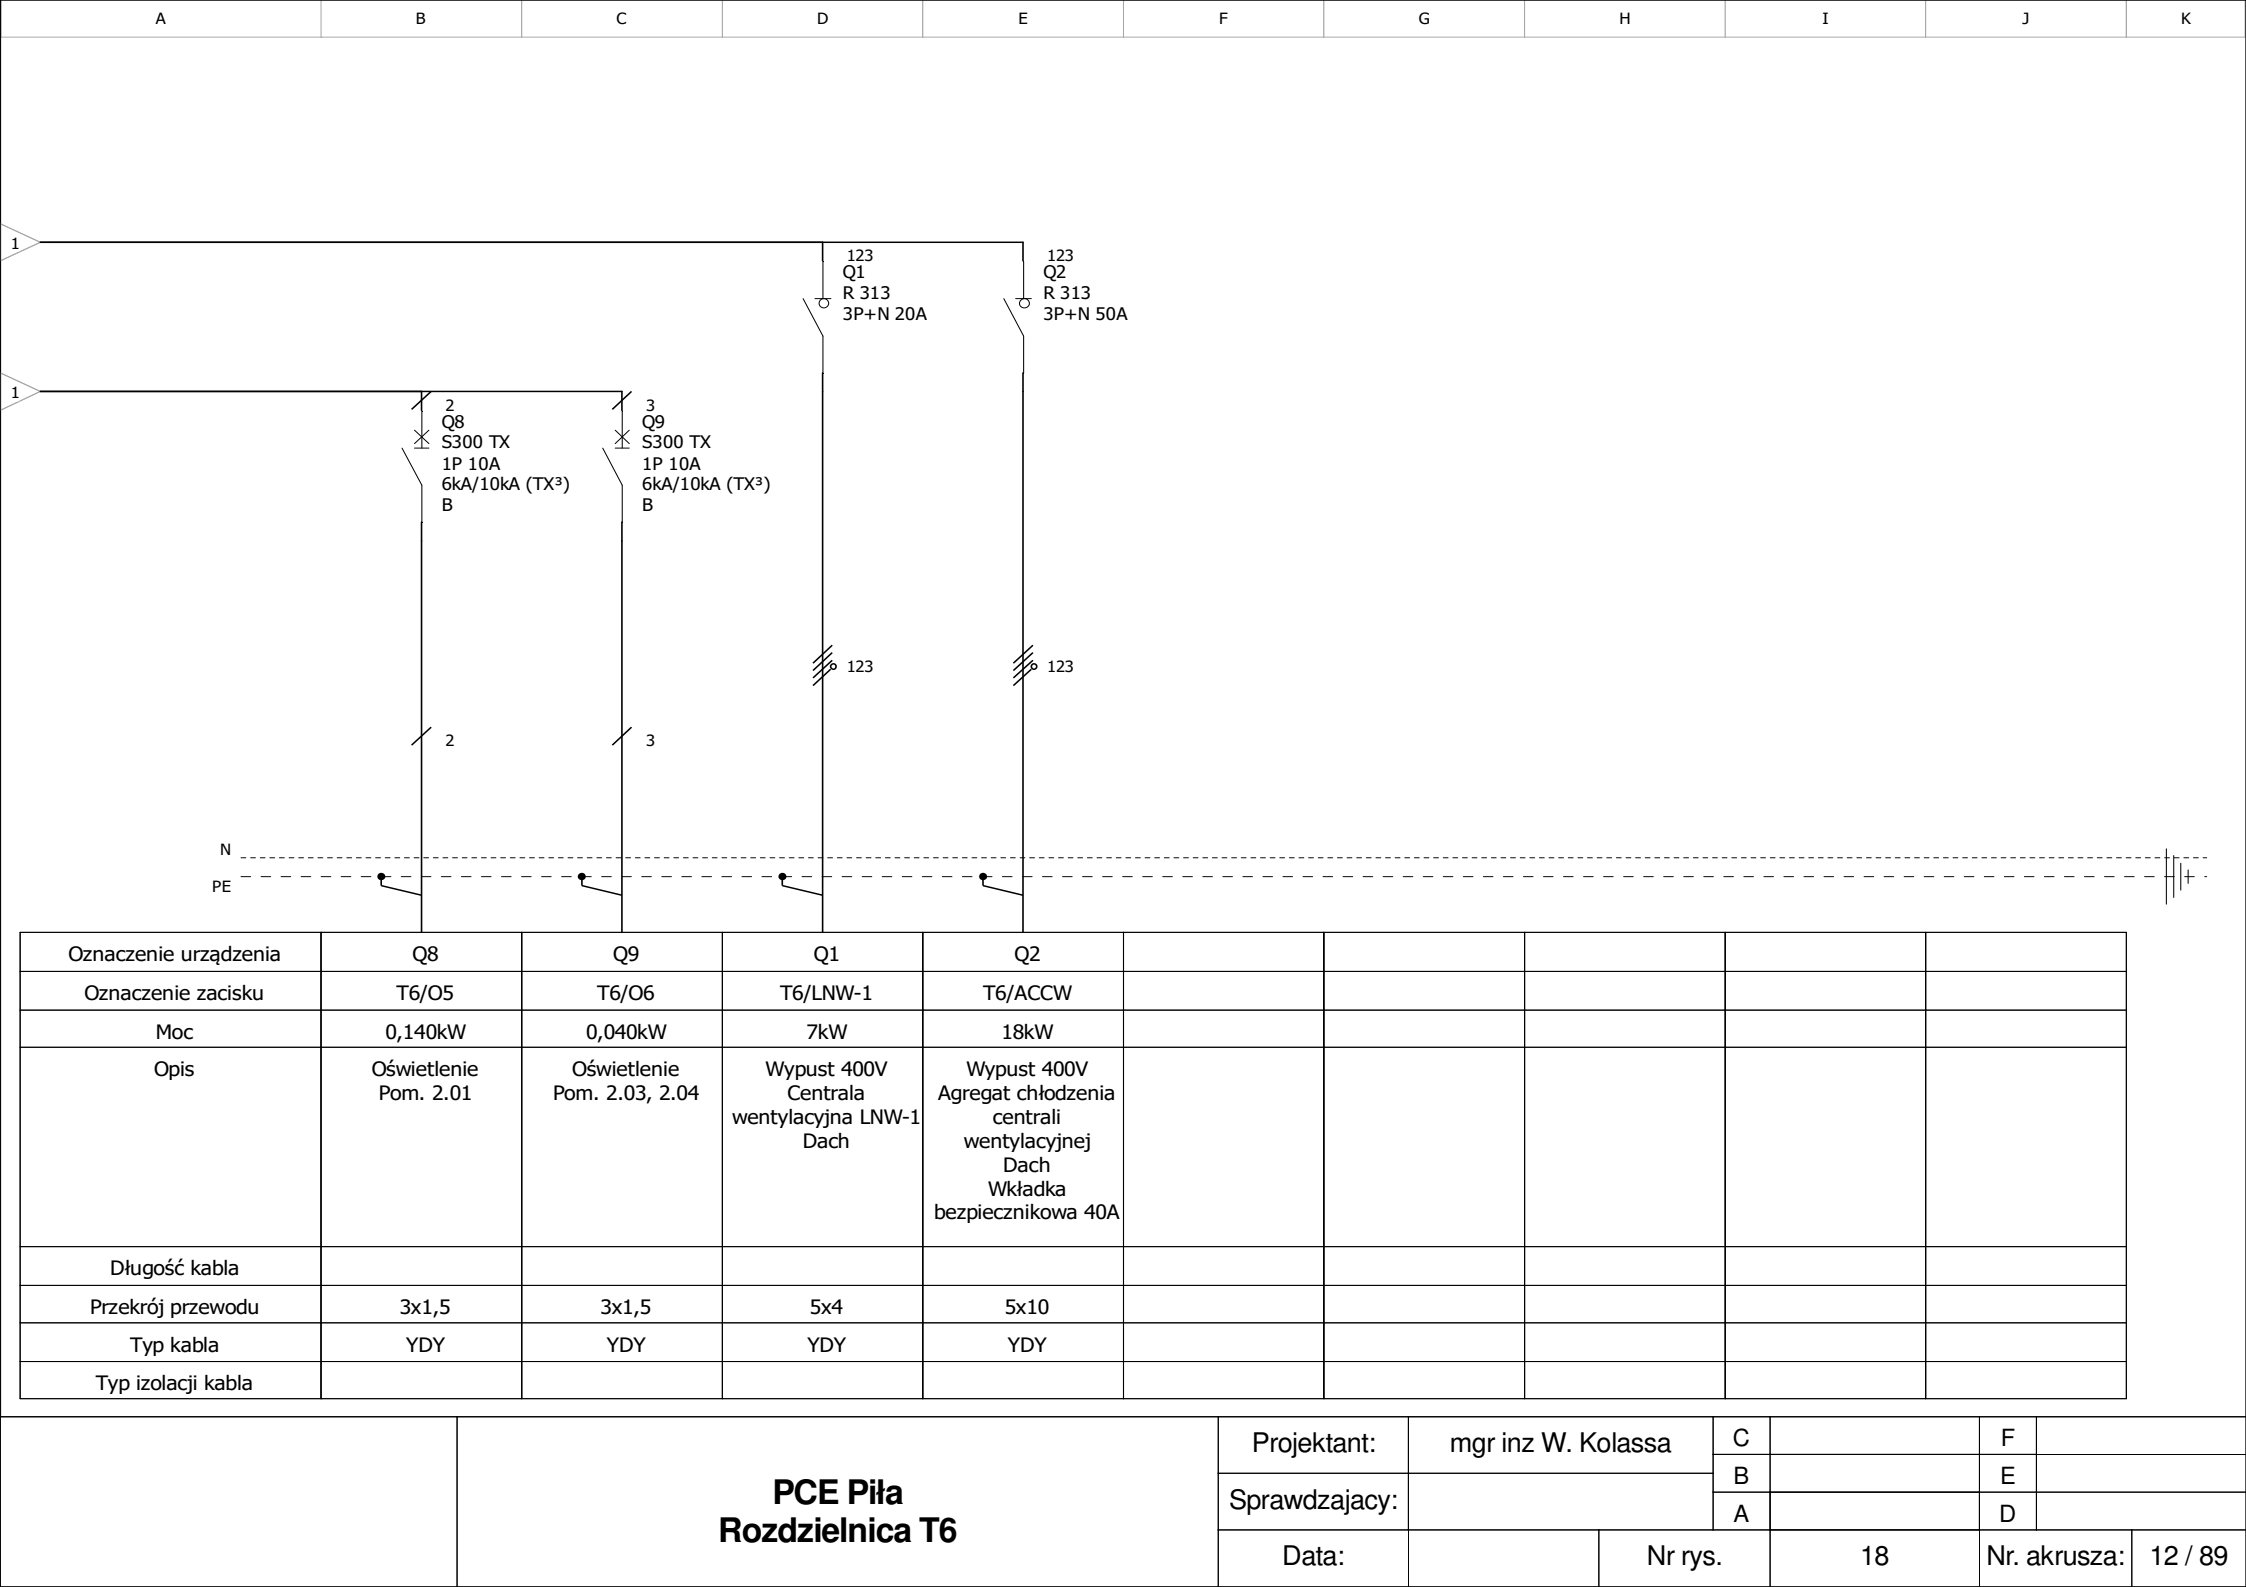 A B C D E F G H I J K
1
123 123
Q1 Q2
R 313 R 313
3P+N 20A 3P+N 50A
1
2 3
Q8 Q9
S300 TX S300 TX
1P 10A 1P 10A
6kA/10kA (TX³) 6kA/10kA (TX³)
B B
123 123
2 3
N
PE
Oznaczenie urządzenia Q8 Q9 Q1 Q2
Oznaczenie zacisku T6/O5 T6/O6 T6/LNW-1 T6/ACCW
Moc 0,140kW 0,040kW 7kW 18kW
Opis Oświetlenie Oświetlenie Wypust 400V Wypust 400V
Pom. 2.01 Pom. 2.03, 2.04 Centrala Agregat chłodzenia
wentylacyjna LNW-1 centrali
Dach wentylacyjnej
Dach
Wkładka
bezpiecznikowa 40A
Długość kabla
Przekrój przewodu 3x1,5 3x1,5 5x4 5x10
Typ kabla YDY YDY YDY YDY
Typ izolacji kabla
PCE Piła
Rozdzielnica T6
Projektant: mgr inz W. Kolassa C F
B E
Sprawdzajacy:
A D
Data: Nr rys. 18 Nr. akrusza: 12 / 89